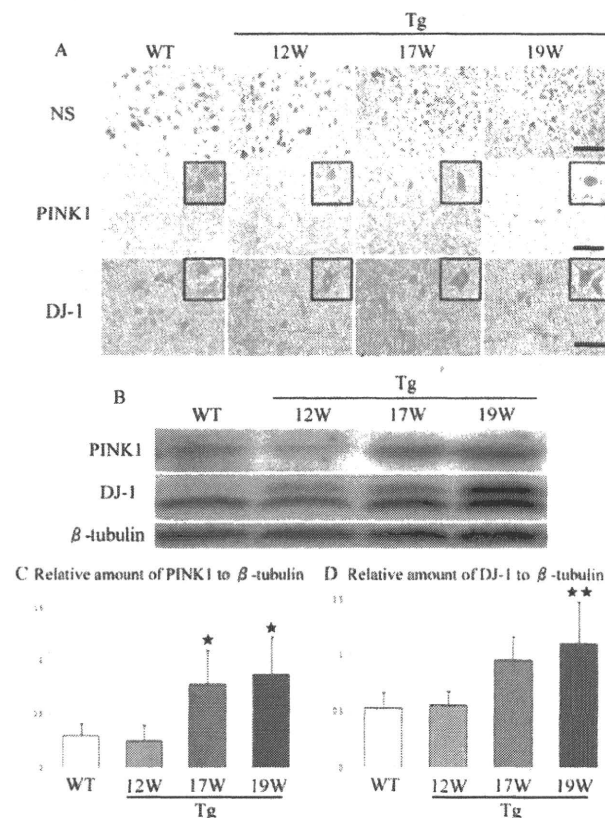 Tg
A WT 12W 17W 19W
NS
PINK1
DJ-1
Tg
B WT 12W 17W 19W
PINK1
DJ-1
β-tubulin
C Relative amount of PINK1 to β-tubulin
★ ★
WT 12W 17W 19W
Tg
D Relative amount of DJ-1 to β-tubulin
1
★★
WT 12W 17W 19W
Tg